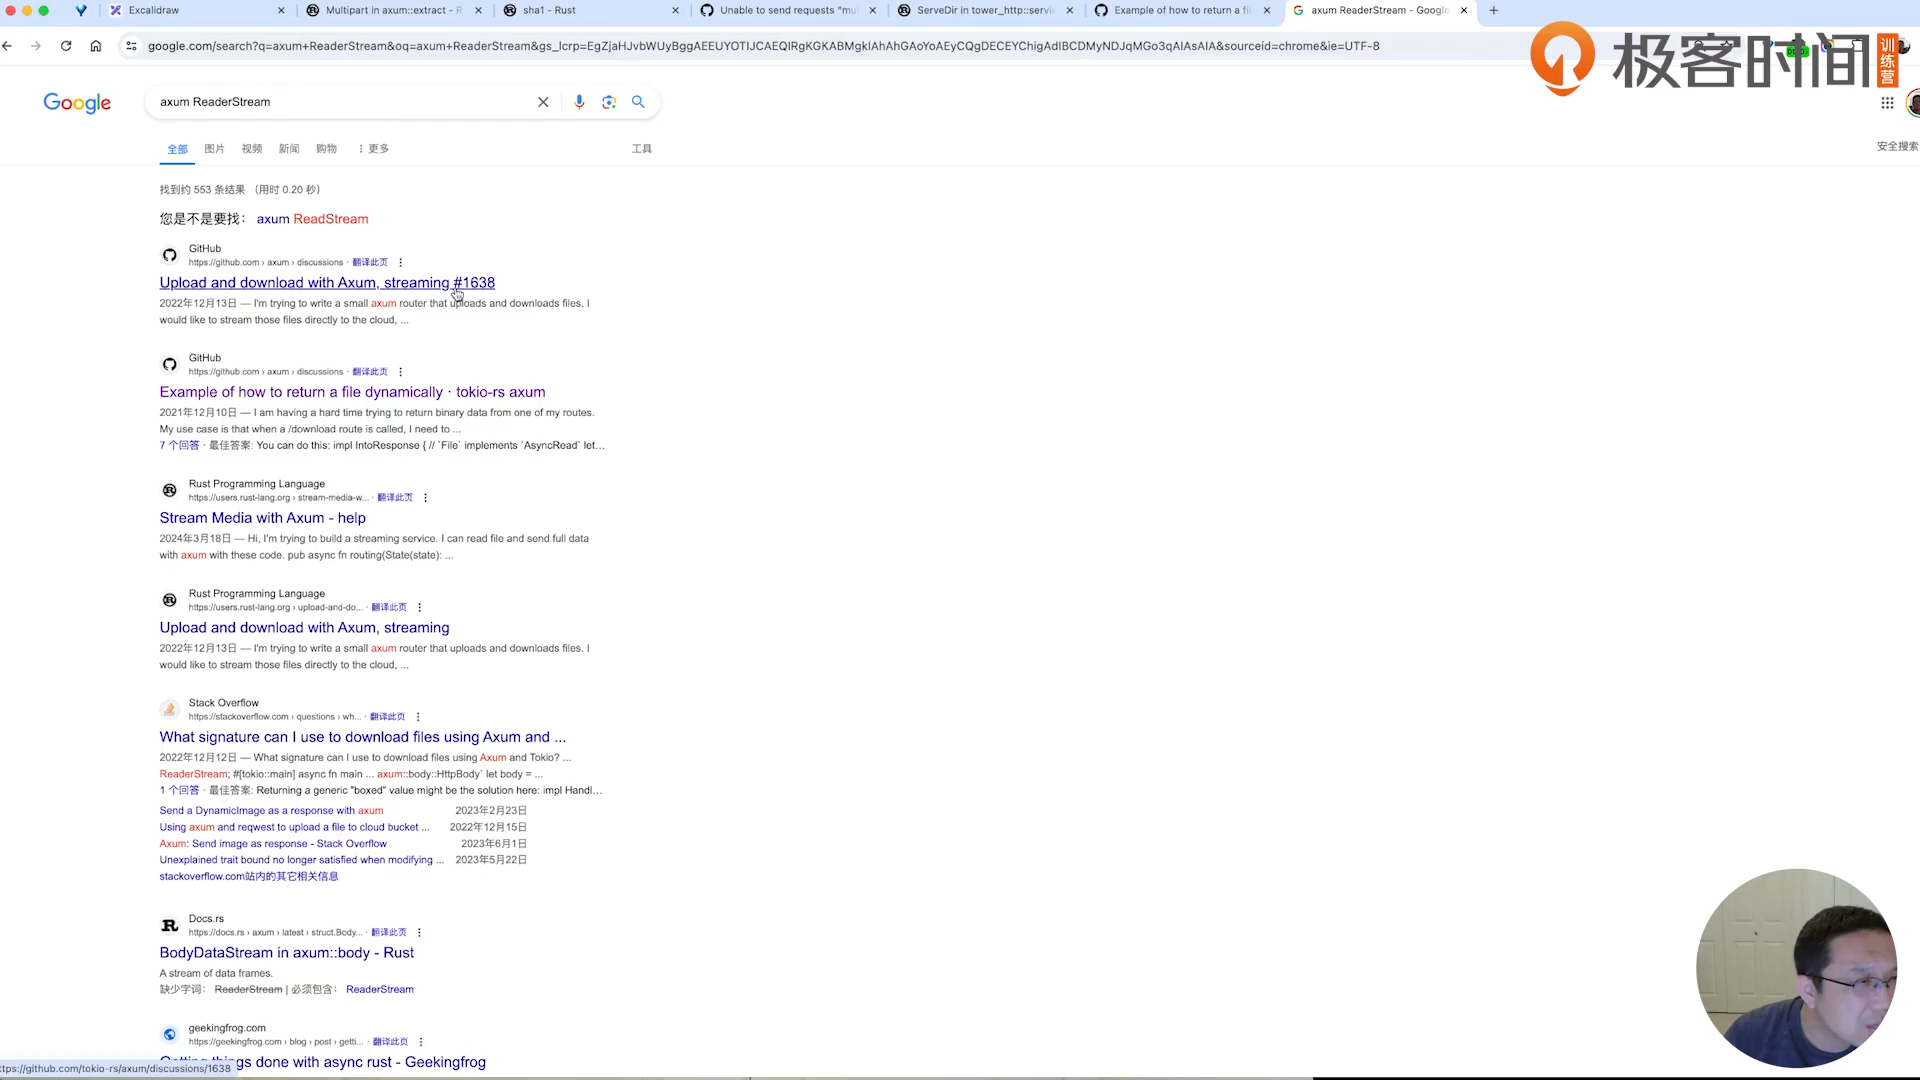 Excalidraw
Multipart in axum::extract - R
sha1 - Rust
Unable to send requests "mu
ServeDir in tower_http::servi
Example of how to return a fi
axum ReaderStream - Google
google.com/search?q=axum+ReaderStream&oq=axum+ReaderStream&gs_lcrp=EgZjaHJvbWUyBggAEEUYOTIJCAEQIRgKGKABMgkIAhAhGAoYoAEyCQgDECEYChigAdIBCDMyNDJqMGo3qAIAsAIA&sourceid=chrome&ie=UTF-8
极客时间
训练营
Google
axum ReaderStream
全部
图片
视频
新闻
购物
更多
工具
安全搜索
找到约 553 条结果 （用时 0.20 秒）
您是不是要找： axum ReadStream
GitHub
https://github.com › axum › discussions · 翻译此页
Upload and download with Axum, streaming #1638
2022年12月13日 — I'm trying to write a small axum router that uploads and downloads files. I
would like to stream those files directly to the cloud, ...
GitHub
https://github.com › axum › discussions · 翻译此页
Example of how to return a file dynamically · tokio-rs axum
2021年12月10日 — I am having a hard time trying to return binary data from one of my routes.
My use case is that when a /download route is called, I need to ...
7 个回答 · 最佳答案: You can do this: impl IntoResponse { // `File` implements `AsyncRead` let…
Rust Programming Language
https://users.rust-lang.org › stream-media-w... · 翻译此页
Stream Media with Axum - help
2024年3月18日 — Hi, I'm trying to build a streaming service. I can read file and send full data
with axum with these code. pub async fn routing(State(state): ...
Rust Programming Language
https://users.rust-lang.org › upload-and-do... · 翻译此页
Upload and download with Axum, streaming
2022年12月13日 — I'm trying to write a small axum router that uploads and downloads files. I
would like to stream those files directly to the cloud, ...
Stack Overflow
https://stackoverflow.com › questions › wh... · 翻译此页
What signature can I use to download files using Axum and ...
2022年12月12日 — What signature can I use to download files using Axum and Tokio? ...
ReaderStream; #[tokio::main] async fn main ... axum::body::HttpBody` let body = ...
1 个回答 · 最佳答案: Returning a generic "boxed" value might be the solution here: impl Handl…
Send a DynamicImage as a response with axum 2023年2月23日
Using axum and reqwest to upload a file to cloud bucket ... 2022年12月15日
Axum: Send image as response - Stack Overflow 2023年6月1日
Unexplained trait bound no longer satisfied when modifying ... 2023年5月22日
stackoverflow.com站内的其它相关信息
Docs.rs
https://docs.rs › axum › latest › struct.Body... · 翻译此页
BodyDataStream in axum::body - Rust
A stream of data frames.
缺少字词： ReaderStream | 必须包含： ReaderStream
geekingfrog.com
https://geekingfrog.com › blog › post › getti... · 翻译此页
Getting things done with async rust - Geekingfrog
ttps://github.com/tokio-rs/axum/discussions/1638